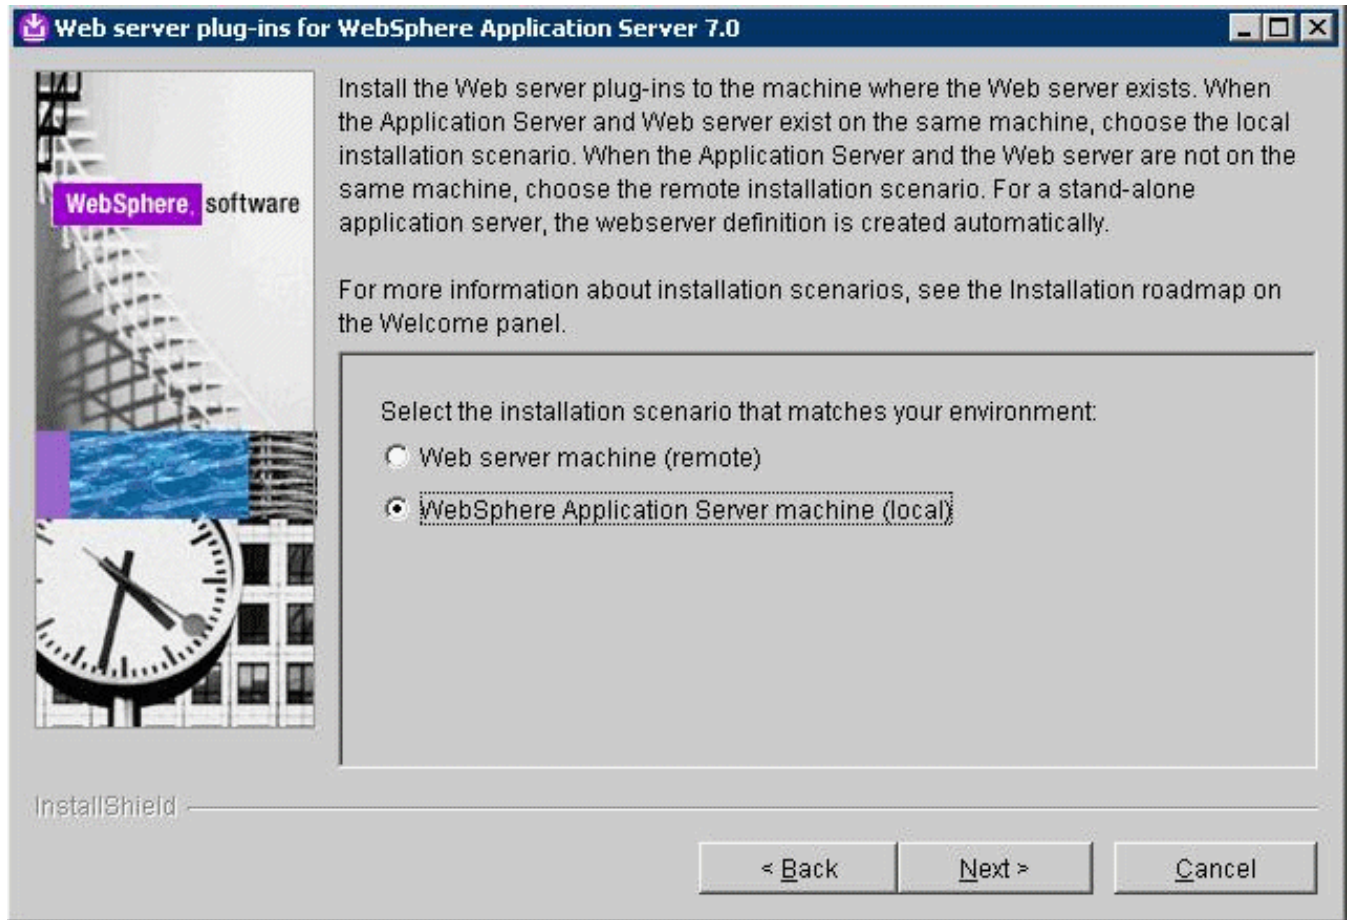 Web server plug-ins for WebSphere Application Server 7.0
Install the Web server plug-ins to the machine where the Web server exists. When
the Application Server and Web server exist on the same machine, choose the local
installation scenario. When the Application Server and the Web server are not on the
same machine, choose the remote installation scenario. For a stand-alone
application server, the webserver definition is created automatically.
For more information about installation scenarios, see the Installation roadmap on
the Welcome panel.
WebSphere. software
Select the installation scenario that matches your environment:
Web server machine (remote)
WebSphere Application Server machine (local)
InstallShield
< Back
Next >
Cancel